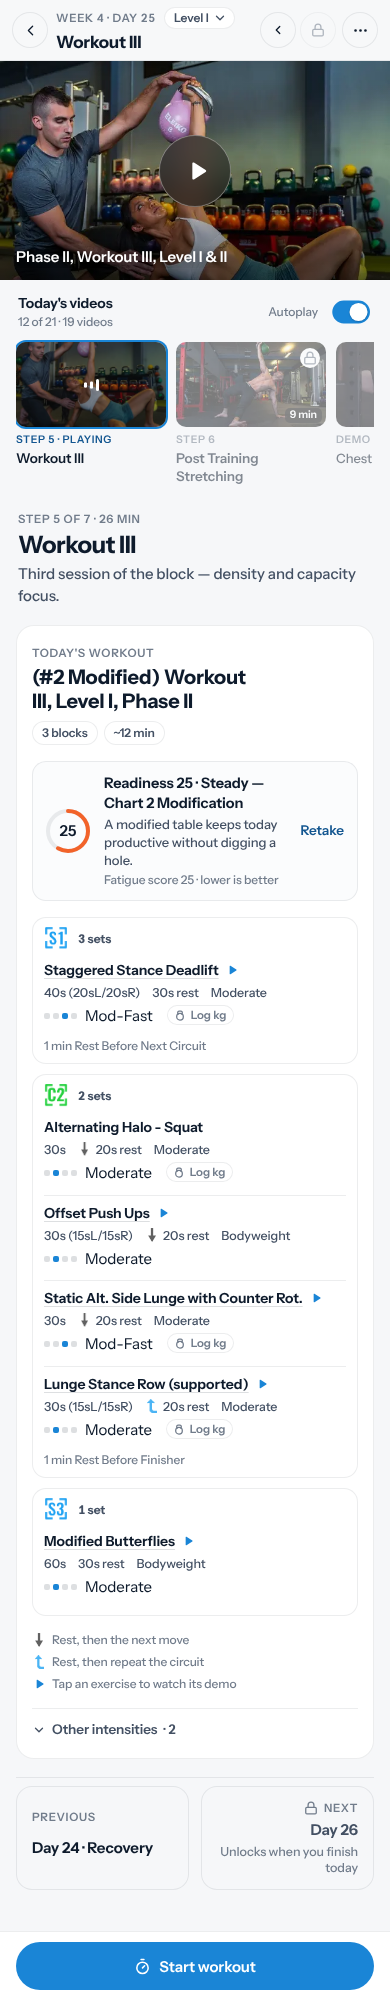 WEEK 4 · DAY 25
Level I
Workout III
ELEIKO
8
Phase II, Workout III, Level I & II
Today's videos
12 of 21 · 19 videos
Autoplay
9 min
STEP 5 · PLAYING
Workout III
STEP 6
Post Training
Stretching
DEMO
Chest
STEP 5 OF 7 · 26 MIN
Workout III
Third session of the block — density and capacity
focus.
TODAY'S WORKOUT
(#2 Modified) Workout
III, Level I, Phase II
3 blocks
~12 min
25
Readiness 25 · Steady —
Chart 2 Modification
A modified table keeps today
productive without digging a
hole.
Fatigue score 25 · lower is better
Retake
S1
3 sets
Staggered Stance Deadlift
40s (20sL/20sR) 30s rest Moderate
Mod-Fast
Log kg
1 min Rest Before Next Circuit
C2
2 sets
Alternating Halo - Squat
30s 20s rest Moderate
Moderate
Log kg
Offset Push Ups
30s (15sL/15sR) 20s rest Bodyweight
Moderate
Static Alt. Side Lunge with Counter Rot.
30s 20s rest Moderate
Mod-Fast
Log kg
Lunge Stance Row (supported)
30s (15sL/15sR) 20s rest Moderate
Moderate
Log kg
1 min Rest Before Finisher
S3
1 set
Modified Butterflies
60s 30s rest Bodyweight
Moderate
Rest, then the next move
Rest, then repeat the circuit
Tap an exercise to watch its demo
Other intensities · 2
PREVIOUS
Day 24 · Recovery
NEXT
Day 26
Unlocks when you finish
today
Start workout